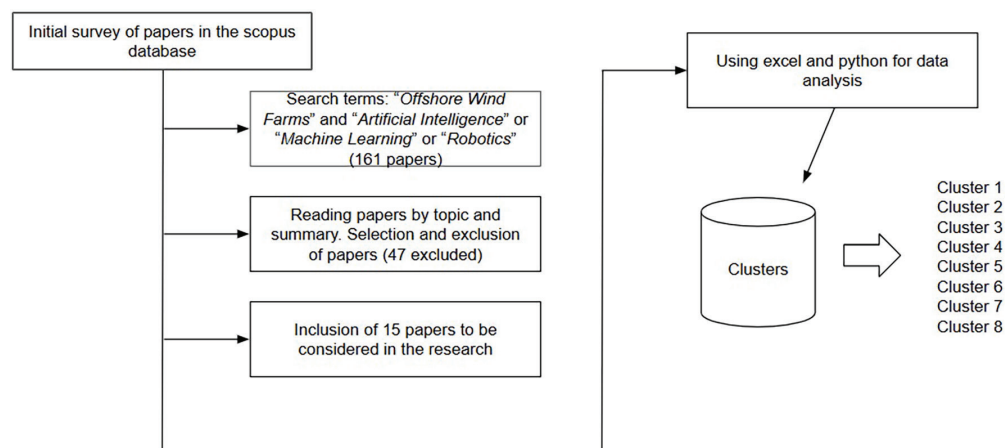 Initial survey of papers in the scopus
database
Search terms: “Offshore Wind
Farms” and “Artificial Intelligence” or
“Machine Learning” or “Robotics”
(161 papers)
Reading papers by topic and
summary. Selection and exclusion
of papers (47 excluded)
Inclusion of 15 papers to be
considered in the research
Using excel and python for data
analysis
Clusters
Cluster 1
Cluster 2
Cluster 3
Cluster 4
Cluster 5
Cluster 6
Cluster 7
Cluster 8